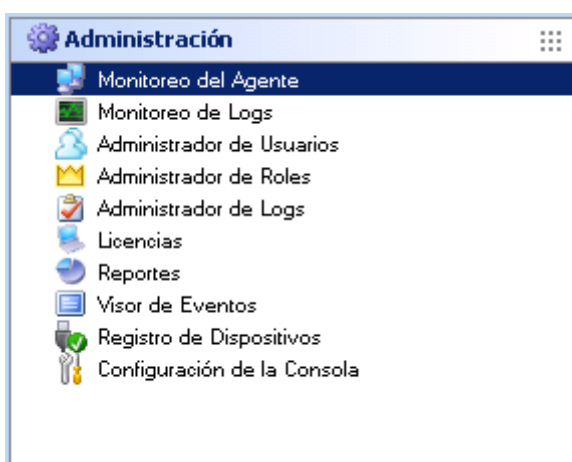 Administración
Monitoreo del Agente
Monitoreo de Logs
Administrador de Usuarios
Administrador de Roles
Administrador de Logs
Licencias
Reportes
Visor de Eventos
Registro de Dispositivos
Configuración de la Consola